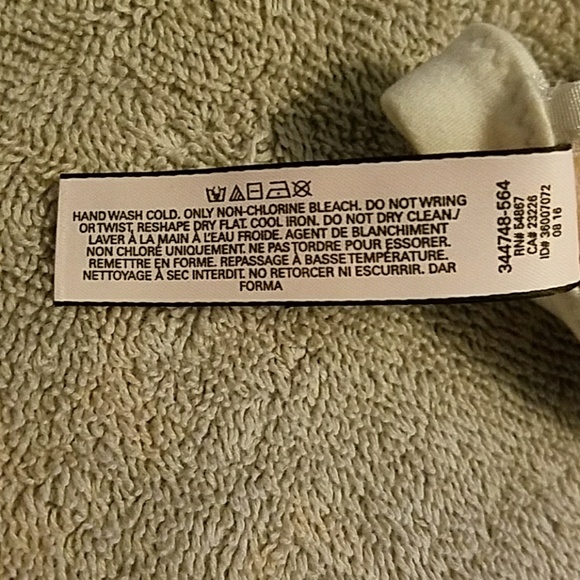 HAND WASH COLD. ONLY NON-CHLORINE BLEACH. DO NOT WRING
OR TWIST, RESHAPE DRY FLAT. COOL IRON. DO NOT DRY CLEAN./
LAVER À LA MAIN À L'EAU FROIDE. AGENT DE BLANCHIMENT
NON CHLORÉ UNIQUEMENT. NE PAS TORDRE POUR ESSORER.
REMETTRE EN FORME. REPASSAGE À BASSE TEMPÉRATURE.
NETTOYAGE À SEC INTERDIT. NO RETORCER NI ESCURRIR. DAR
FORMA
344748-564
RN# 54867
CA# 23226
ID# 36007072
08 16